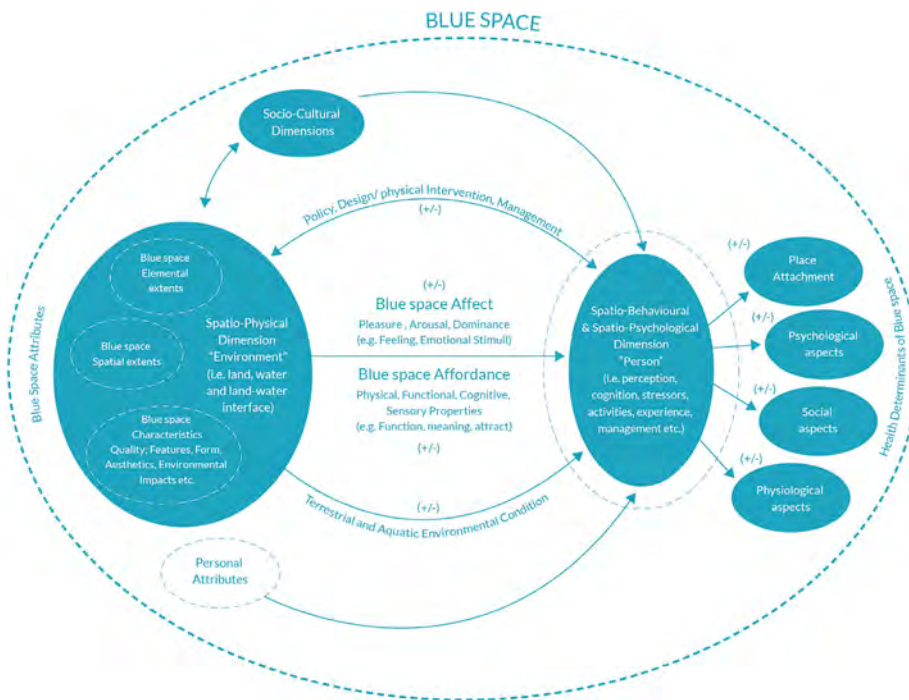 BLUE SPACE
Socio-Cultural
Dimensions
Policy, Design/ physical Intervention, Management
(+/-)
Blue Space Attributes
Blue space
Elemental
extents
Blue space
Spatial extents
Blue space
Characteristics
Quality; Features, Form,
Aesthetics, Environmental
Impacts etc.
Spatio-Physical
Dimension
"Environment"
(i.e. land, water
and land-water
interface)
(+/-)
Blue space Affect
Pleasure , Arousal, Dominance
(e.g. Feeling, Emotional Stimuli)
Blue space Affordance
Physical, Functional, Cognitive,
Sensory Properties
(e.g. Function, meaning, attract)
(+/-)
(+/-)
Terrestrial and Aquatic Environmental Condition
Personal
Attributes
Spatio-Behavioural
& Spatio-Psychological
Dimension
"Person"
(i.e. perception,
cognition, stressors,
activities, experience,
management etc.)
(+/-)
Place
Attachment
(+/-)
Psychological
aspects
(+/-)
Social
aspects
(+/-)
Physiological
aspects
Health Determinants of Blue space